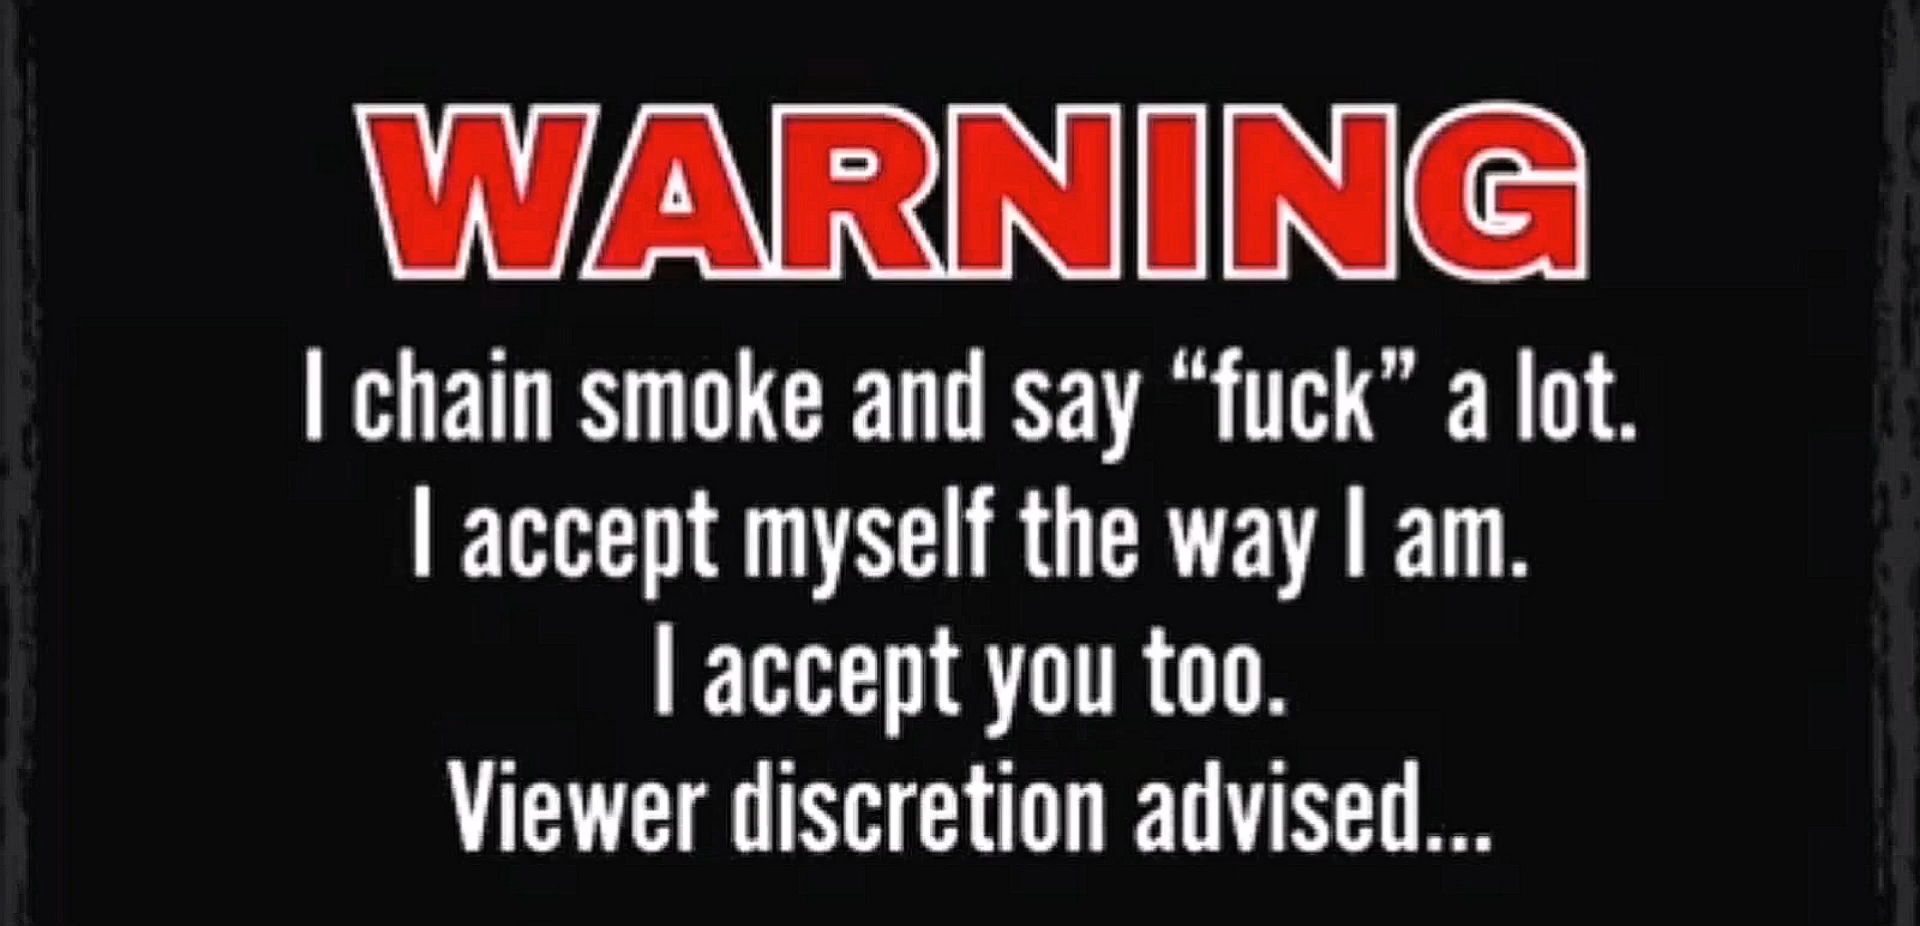 WARNING
I chain smoke and say “fuck” a lot.
I accept myself the way I am.
I accept you too.
Viewer discretion advised...